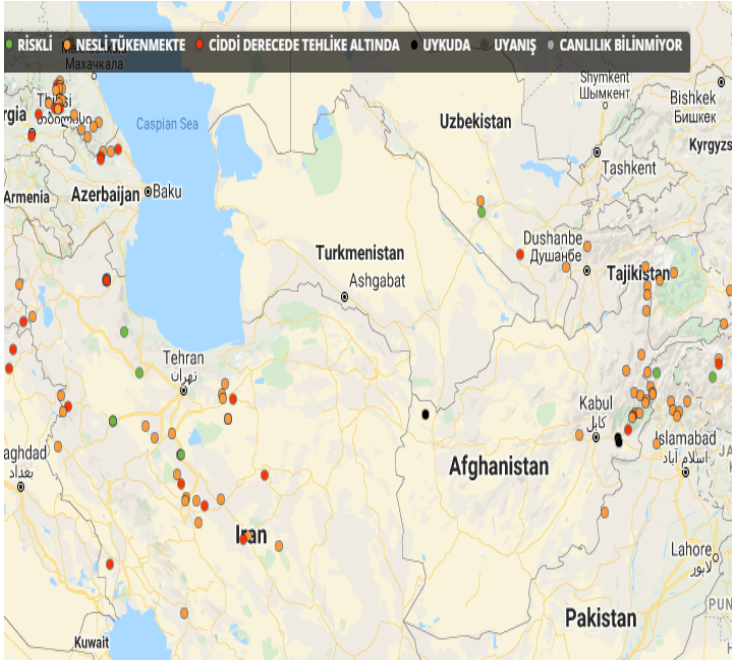 RİSKLİ NESLİ TÜKENMEKTE CİDDİ DERECEDE TEHLİKE ALTINDA UYKUDA UYANIŞ CANLILIK BİLİNMİYOR
Махачкала
Caspian Sea
Shymkent
Шымкент
Bishkek
Бишкек
Uzbekistan
Tashkent
Kyrgyzs
rgia
Armenia
Azerbaijan
Baku
Turkmenistan
Ashgabat
Dushanbe
Душанбе
Tajikistan
Tehran
تهران
Kabul
کابل
Islamabad
اسلام آباد
aghdad
بغداد
Afghanistan
Iran
Lahore
لاہور
Pakistan
PUN
Kuwait